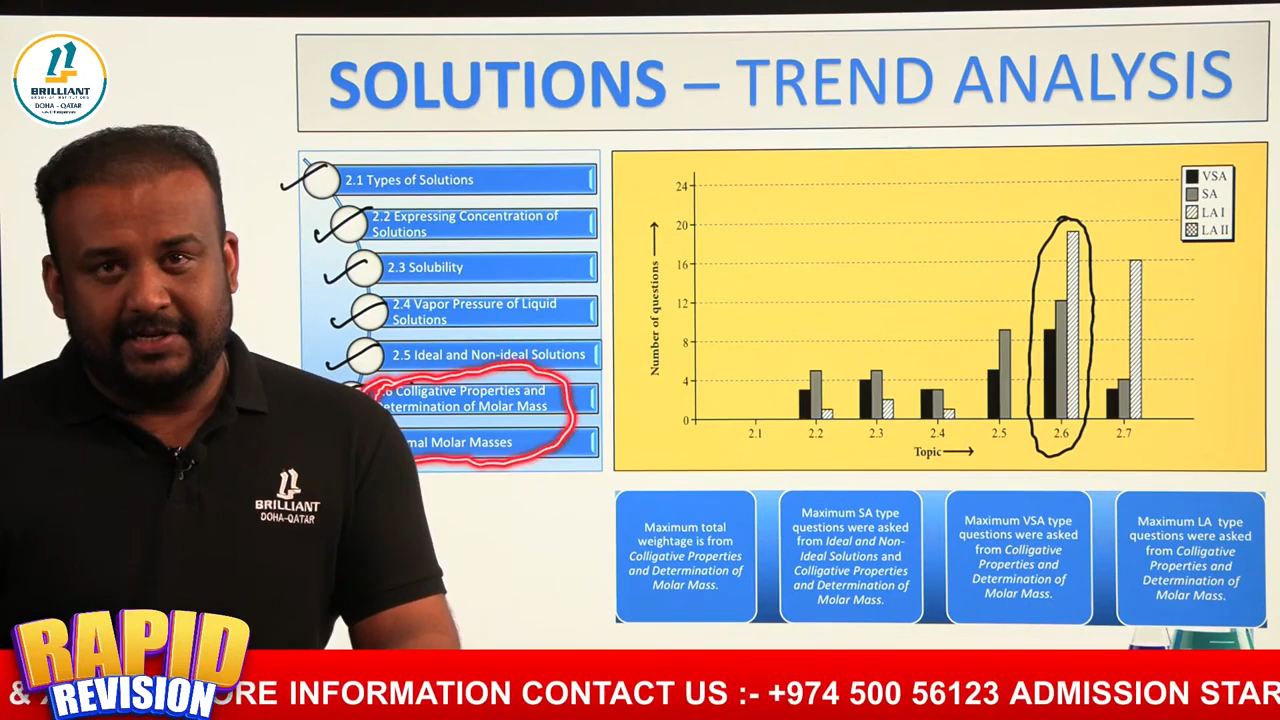 BRILLIANT
GROUP OF INSTITUTIONS
DOHA - QATAR
SOLUTIONS – TREND ANALYSIS
2.1 Types of Solutions
2.2 Expressing Concentration of
Solutions
2.3 Solubility
2.4 Vapor Pressure of Liquid
Solutions
2.5 Ideal and Non-ideal Solutions
Colligative Properties and
Determination of Molar Mass
Molar Masses
Number of questions
24
20
16
12
8
4
0
2.1 2.2 2.3 2.4 2.5 2.6 2.7
Topic
VSA
SA
LA I
LA II
Maximum total
weightage is from
Colligative Properties
and Determination of
Molar Mass.
Maximum SA type
questions were asked
from Ideal and Non-
Ideal Solutions and
Colligative Properties
and Determination of
Molar Mass.
Maximum VSA type
questions were asked
from Colligative
Properties and
Determination of
Molar Mass.
Maximum LA type
questions were asked
from Colligative
Properties and
Determination of
Molar Mass.
BRILLIANT
DOHA-QATAR
RAPID
REVISION
& ORE INFORMATION CONTACT US :- +974 500 56123 ADMISSION STAR